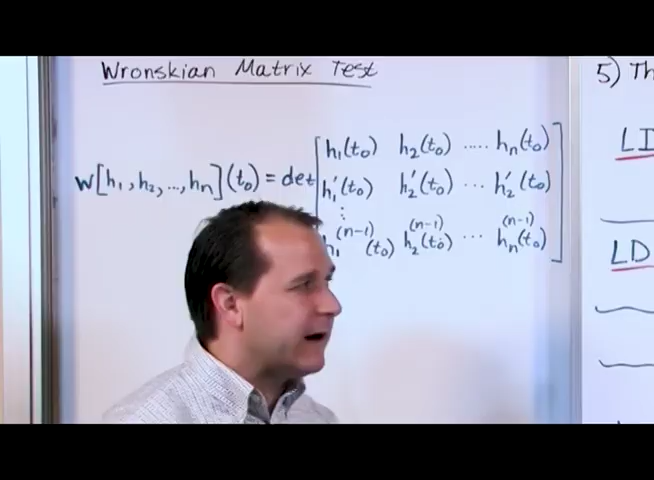 Wronskian Matrix Test
5) Th
W[h₁, h₂, ..., hₙ](t₀) = det
h₁(t₀) h₂(t₀) ..... hₙ(t₀)
h₁′(t₀) h₂′(t₀) ... h₂′(t₀)
⋮
h₁⁽ⁿ⁻¹⁾(t₀) h₂⁽ⁿ⁻¹⁾(t₀) ... hₙ⁽ⁿ⁻¹⁾(t₀)
LI
LD